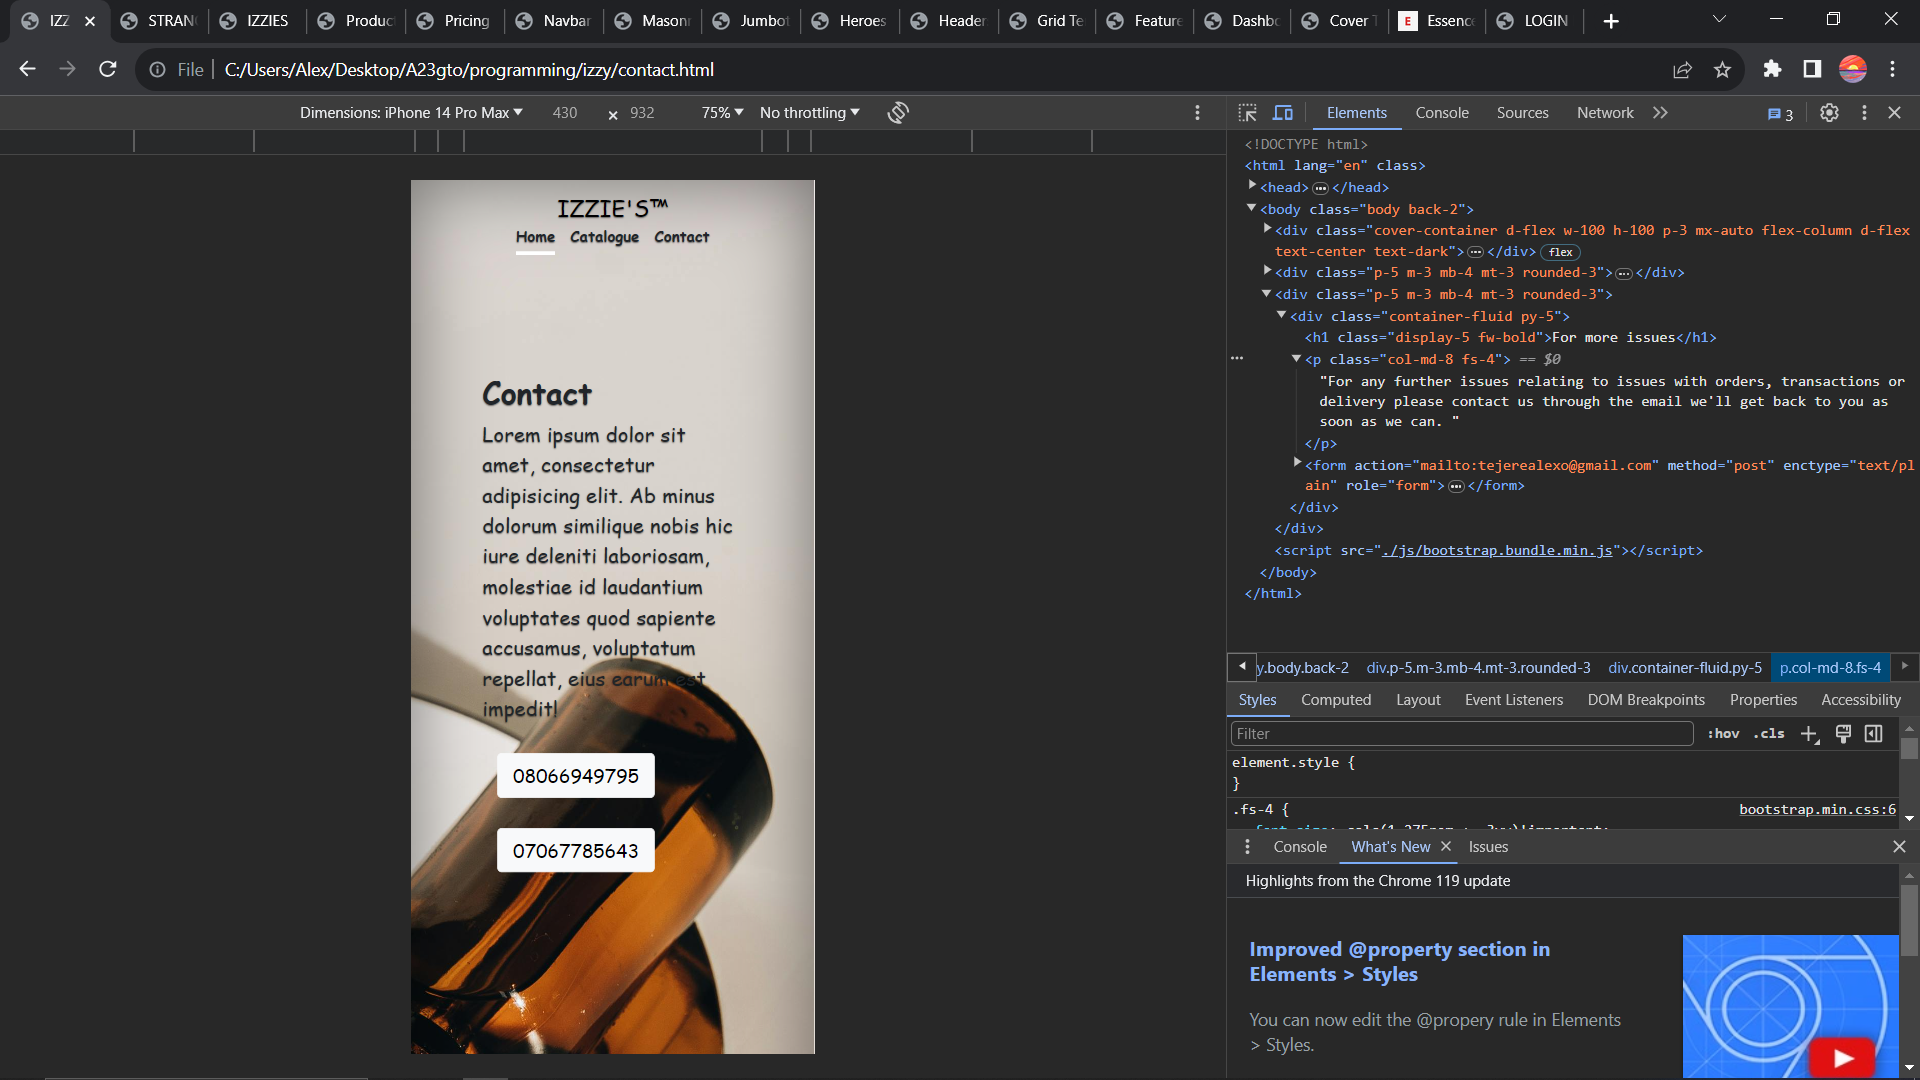 IZZ
STRAN
IZZIES
Produc
Pricing
Navbar
Mason
Jumbot
Heroes
Header
Grid Te
Feature
Dashbo
Cover T
E
Essence
LOGIN
File
C:/Users/Alex/Desktop/A23gto/programming/izzy/contact.html
Dimensions: iPhone 14 Pro Max ▼ 430 × 932 75% ▼ No throttling ▼
Elements Console Sources Network 3
<!DOCTYPE html>
<html lang="en" class>
<head>…</head>
<body class="body back-2">
<div class="cover-container d-flex w-100 h-100 p-3 mx-auto flex-column d-flex
text-center text-dark">…</div> flex
<div class="p-5 m-3 mb-4 mt-3 rounded-3">…</div>
<div class="p-5 m-3 mb-4 mt-3 rounded-3">
<div class="container-fluid py-5">
<h1 class="display-5 fw-bold">For more issues</h1>
<p class="col-md-8 fs-4"> == $0
"For any further issues relating to issues with orders, transactions or
delivery please contact us through the email we'll get back to you as
soon as we can. "
</p>
<form action="mailto:tejerealexo@gmail.com" method="post" enctype="text/pl
ain" role="form">…</form>
</div>
</div>
<script src="./js/bootstrap.bundle.min.js"></script>
</body>
</html>
y.body.back-2 div.p-5.m-3.mb-4.mt-3.rounded-3 div.container-fluid.py-5 p.col-md-8.fs-4
Styles Computed Layout Event Listeners DOM Breakpoints Properties Accessibility
Filter :hov .cls
element.style {
}
.fs-4 { bootstrap.min.css:6
Console What's New Issues
Highlights from the Chrome 119 update
Improved @property section in
Elements > Styles
You can now edit the @propery rule in Elements
> Styles.
IZZIE'S™
Home Catalogue Contact
Contact
Lorem ipsum dolor sit
amet, consectetur
adipisicing elit. Ab minus
dolorum similique nobis hic
iure deleniti laboriosam,
molestiae id laudantium
voluptates quod sapiente
accusamus, voluptatum
repellat, eius earum est
impedit!
08066949795
07067785643